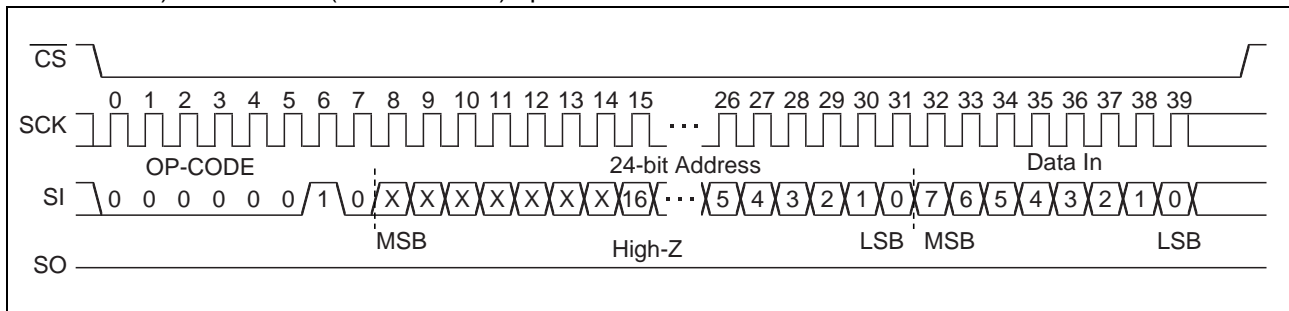 CS
0 1 2 3 4 5 6 7 8 9 10 11 12 13 14 15 26 27 28 29 30 31 32 33 34 35 36 37 38 39
SCK ···
OP-CODE 24-bit Address Data In
SI 0 0 0 0 0 0 1 0 X X X X X X X 16 ··· 5 4 3 2 1 0 7 6 5 4 3 2 1 0
MSB High-Z LSB MSB LSB
SO